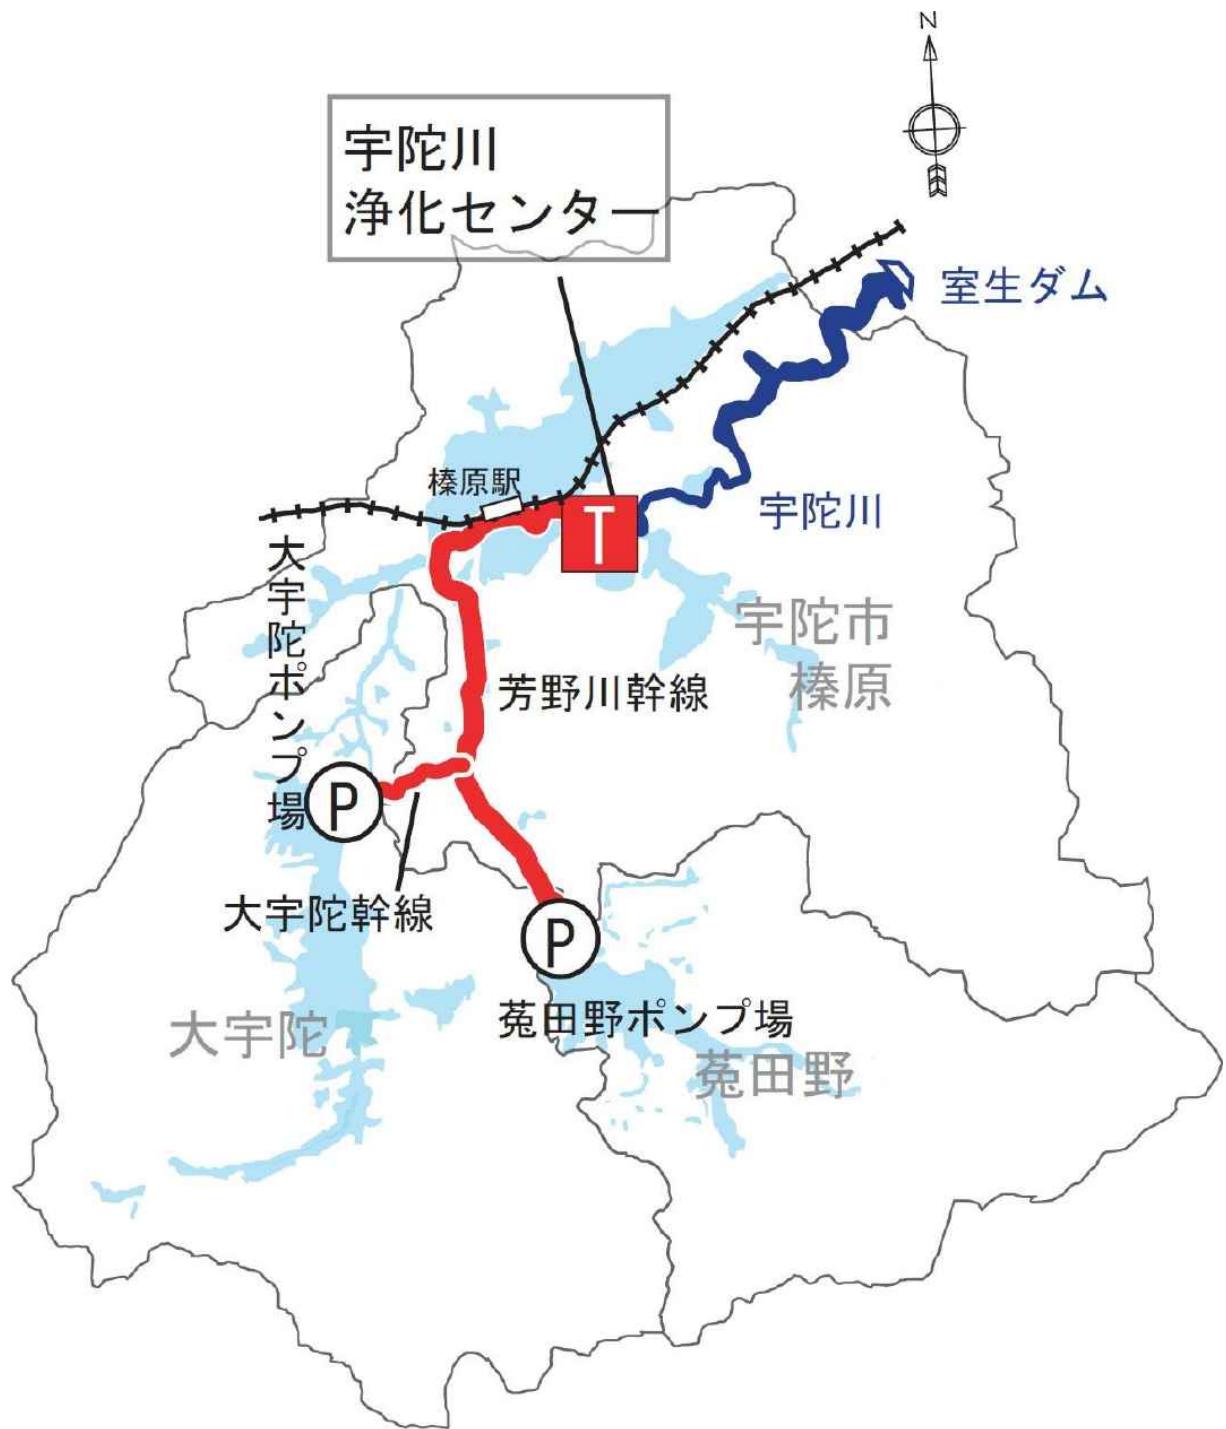 N
宇陀川
浄化センター
室生ダム
榛原駅
T
宇陀川
大宇陀ポンプ場
宇陀市
榛原
芳野川幹線
P
大宇陀幹線
P
菟田野ポンプ場
大宇陀
菟田野